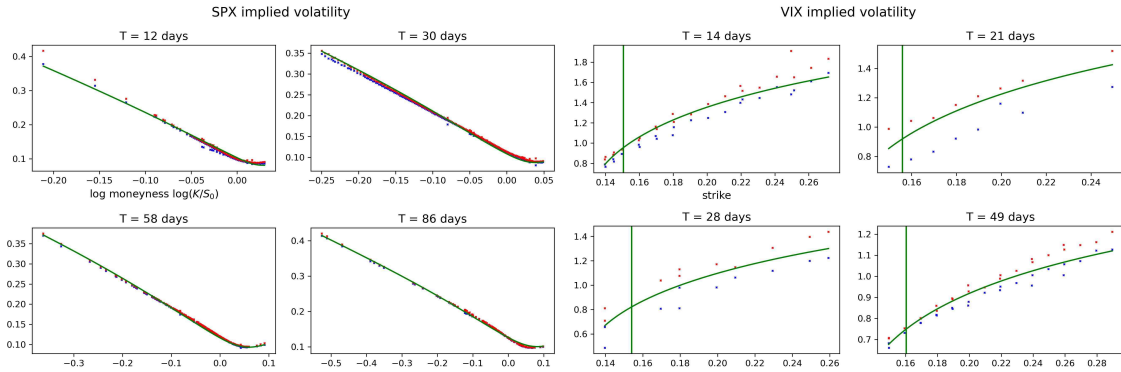 SPX implied volatility
VIX implied volatility
T = 12 days
0.4
0.3
0.2
0.1
−0.20 −0.15 −0.10 −0.05 0.00
log moneyness log(K/S₀)
T = 30 days
0.35
0.30
0.25
0.20
0.15
0.10
−0.25 −0.20 −0.15 −0.10 −0.05 0.00 0.05
T = 14 days
1.8
1.6
1.4
1.2
1.0
0.8
0.14 0.16 0.18 0.20 0.22 0.24 0.26
strike
T = 21 days
1.4
1.2
1.0
0.8
0.16 0.18 0.20 0.22 0.24
T = 58 days
0.35
0.30
0.25
0.20
0.15
0.10
−0.3 −0.2 −0.1 0.0 0.1
T = 86 days
0.4
0.3
0.2
0.1
−0.5 −0.4 −0.3 −0.2 −0.1 0.0 0.1
T = 28 days
1.4
1.2
1.0
0.8
0.6
0.14 0.16 0.18 0.20 0.22 0.24 0.26
T = 49 days
1.2
1.1
1.0
0.9
0.8
0.7
0.16 0.18 0.20 0.22 0.24 0.26 0.28